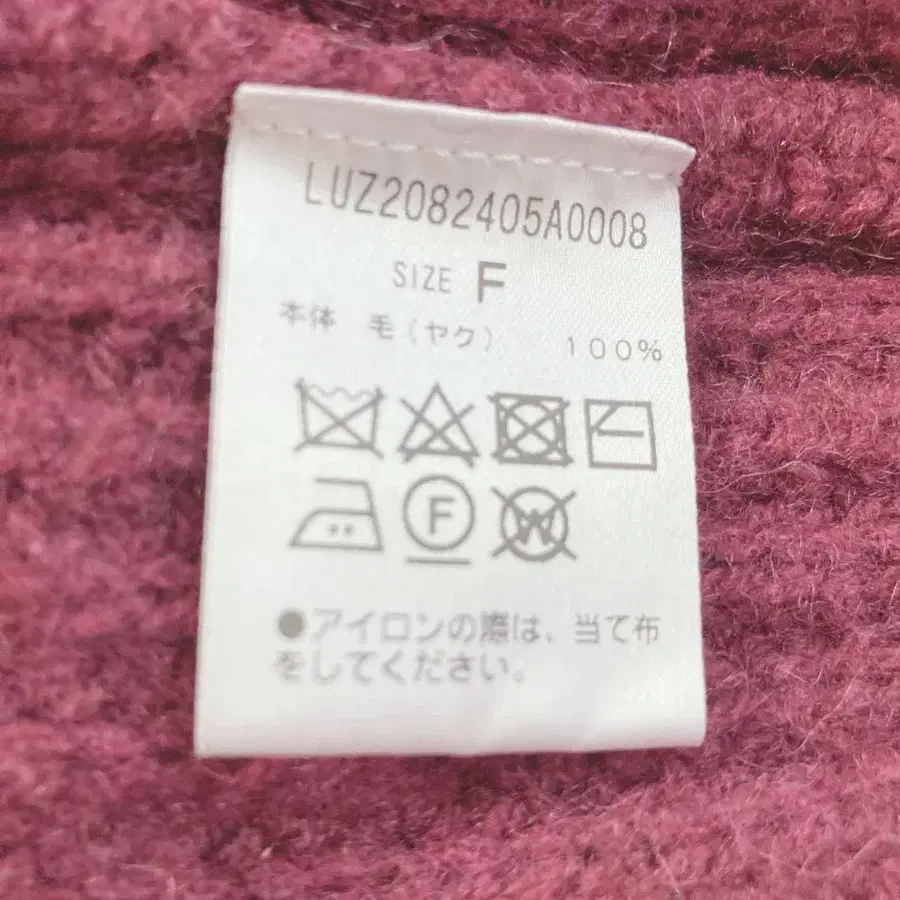 LUZ2082405A0008
SIZE F
本体 毛(ヤク) 100%
F
W
●アイロンの際は、当て布
をしてください。